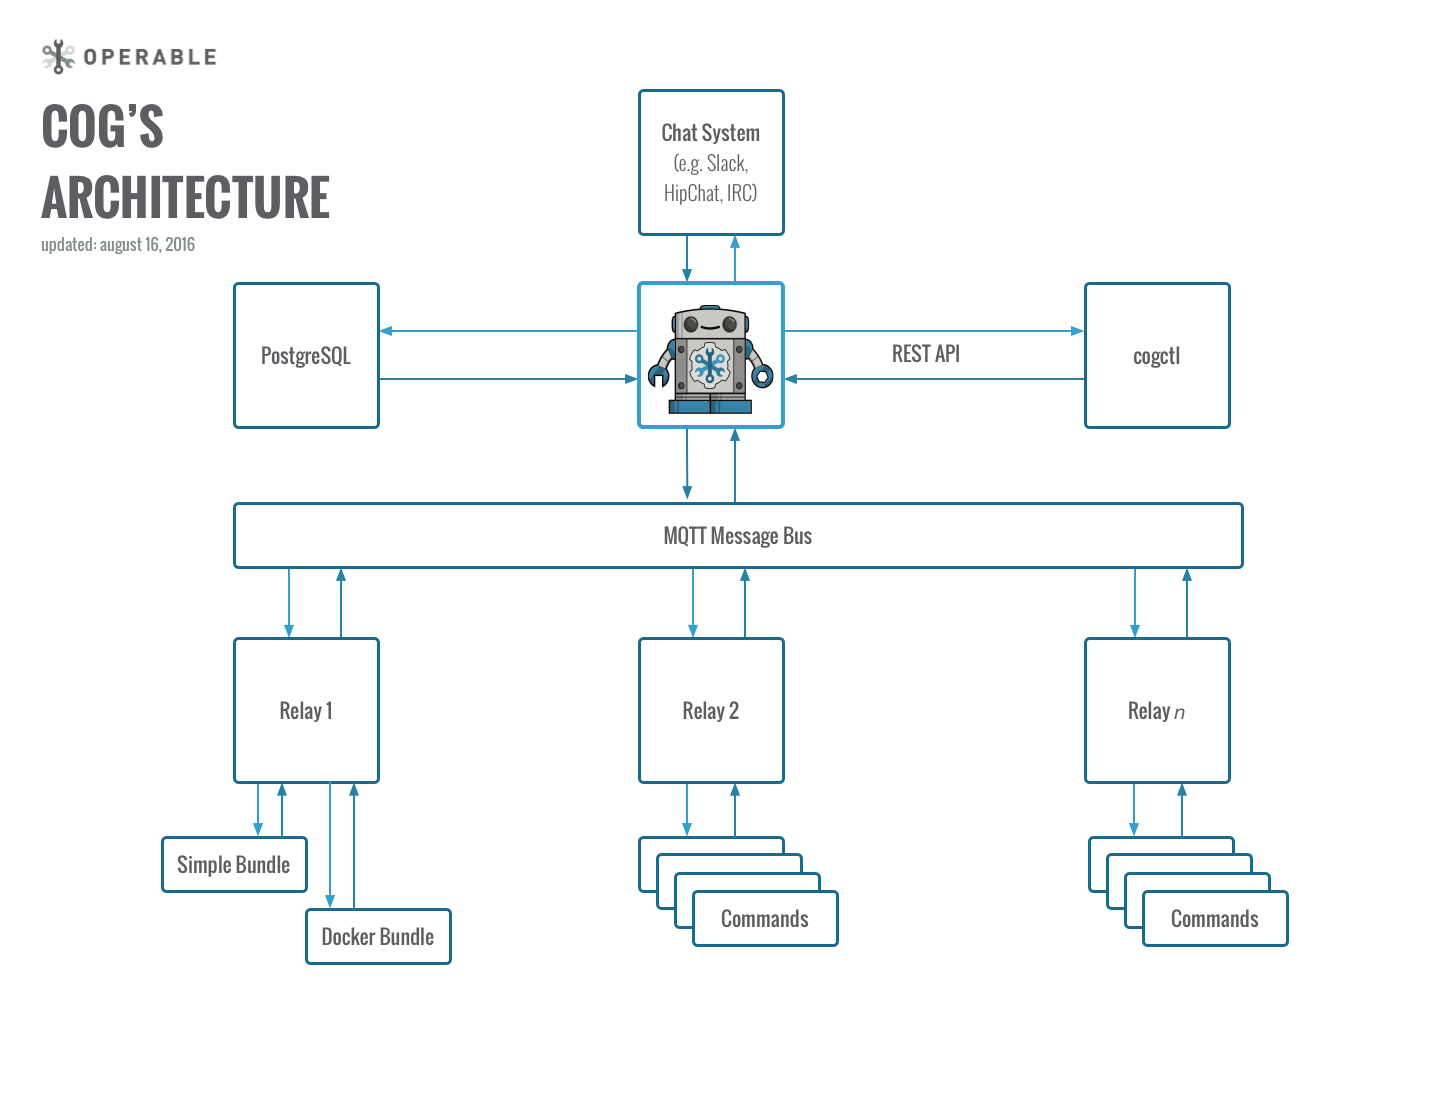 OPERABLE
COG’S
ARCHITECTURE
updated: august 16, 2016
Chat System
(e.g. Slack,
HipChat, IRC)
PostgreSQL
REST API
cogctl
MQTT Message Bus
Relay 1
Relay 2
Relay n
Simple Bundle
Docker Bundle
Commands
Commands